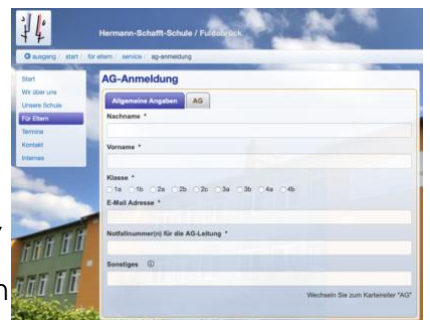 Hermann-Schafft-Schule / Fuldabrück
ausgang / start / für eltern / service / ag-anmeldung
Start
Wir über uns
Unsere Schule
Für Eltern
Termine
Kontakt
Internes
AG-Anmeldung
Allgemeine Angaben AG
Nachname *
Vorname *
Klasse *
1a 1b 2a 2b 2c 3a 3b 4a 4b
E-Mail Adresse *
Notfallnummer(n) für die AG-Leitung *
Sonstiges
Wechseln Sie zum Karteireiter "AG"
n